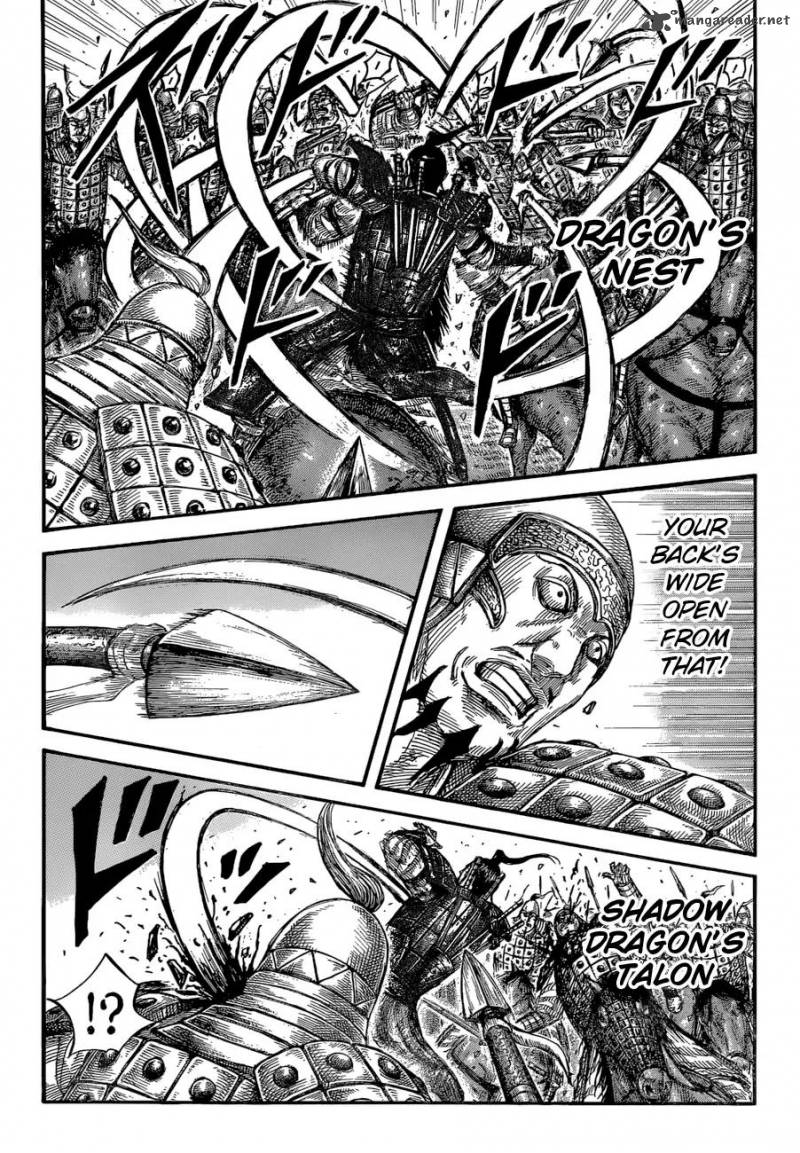 mangareader.net
ズドドド
ドド
DRAGON'S
NEST
YOUR
BACK'S
WIDE
OPEN
FROM
THAT!
ドッ
SHADOW
DRAGON'S
TALON
!?